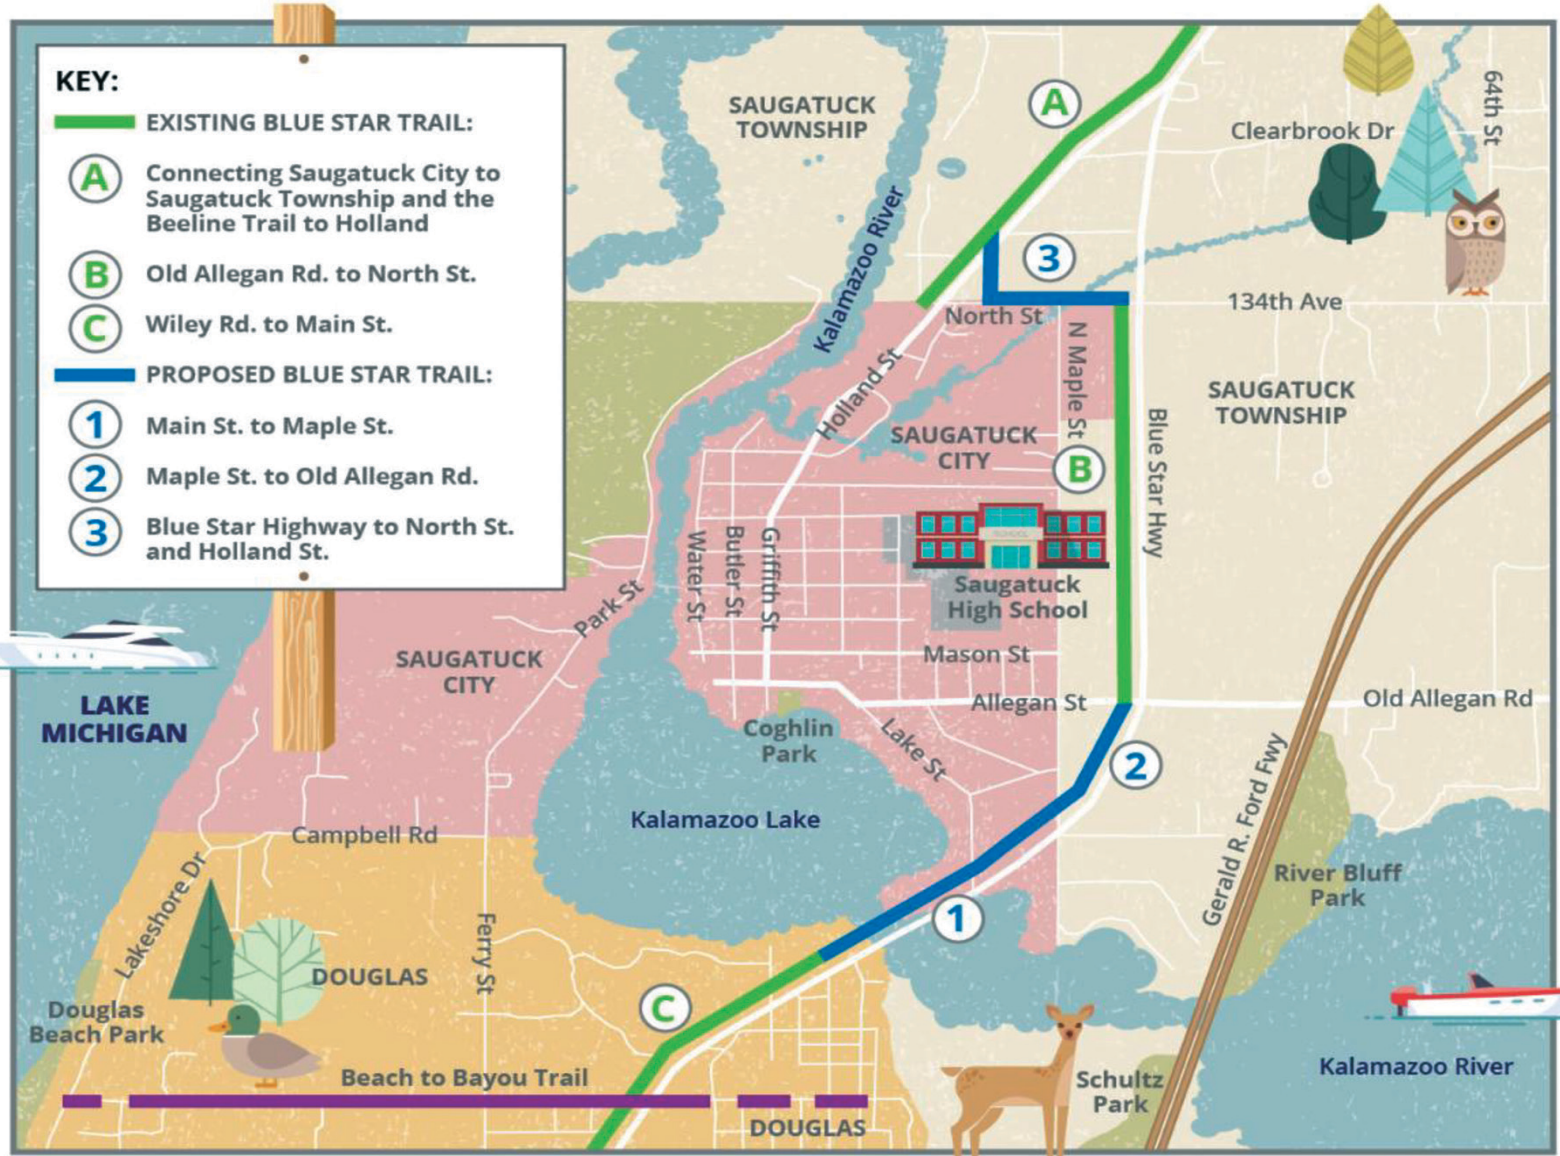 KEY:
EXISTING BLUE STAR TRAIL:
A
Connecting Saugatuck City to
Saugatuck Township and the
Beeline Trail to Holland
B
Old Allegan Rd. to North St.
C
Wiley Rd. to Main St.
PROPOSED BLUE STAR TRAIL:
1
Main St. to Maple St.
2
Maple St. to Old Allegan Rd.
3
Blue Star Highway to North St.
and Holland St.
SAUGATUCK
TOWNSHIP
A
Clearbrook Dr
64th St
Kalamazoo River
3
North St
134th Ave
N Maple St
Holland St
SAUGATUCK
TOWNSHIP
SAUGATUCK
CITY
B
Blue Star Hwy
SCHOOL
Saugatuck
High School
Water St
Butler St
Griffith St
Park St
Mason St
SAUGATUCK
CITY
LAKE
MICHIGAN
Allegan St
Old Allegan Rd
Coghlin
Park
Lake St
2
Kalamazoo Lake
Campbell Rd
Gerald R. Ford Fwy
River Bluff
Park
Lakeshore Dr
1
Ferry St
DOUGLAS
C
Douglas
Beach Park
Beach to Bayou Trail
Kalamazoo River
Schultz
Park
DOUGLAS